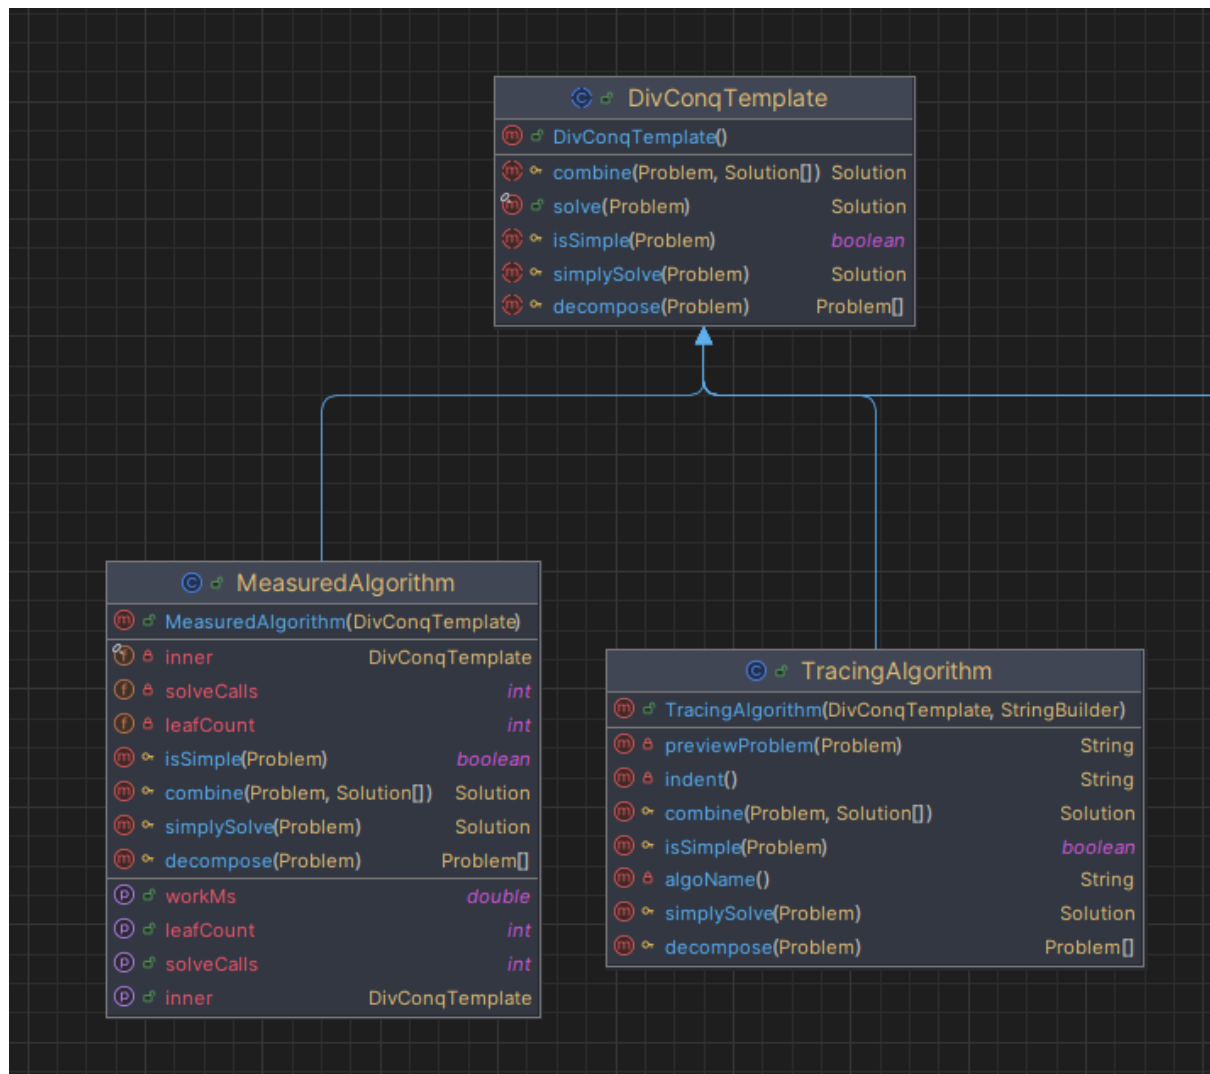 DivConqTemplate
DivConqTemplate()
combine(Problem, Solution[]) Solution
solve(Problem) Solution
isSimple(Problem) boolean
simplySolve(Problem) Solution
decompose(Problem) Problem[]
MeasuredAlgorithm
MeasuredAlgorithm(DivConqTemplate)
inner DivConqTemplate
solveCalls int
leafCount int
isSimple(Problem) boolean
combine(Problem, Solution[]) Solution
simplySolve(Problem) Solution
decompose(Problem) Problem[]
workMs double
leafCount int
solveCalls int
inner DivConqTemplate
TracingAlgorithm
TracingAlgorithm(DivConqTemplate, StringBuilder)
previewProblem(Problem) String
indent() String
combine(Problem, Solution[]) Solution
isSimple(Problem) boolean
algoName() String
simplySolve(Problem) Solution
decompose(Problem) Problem[]